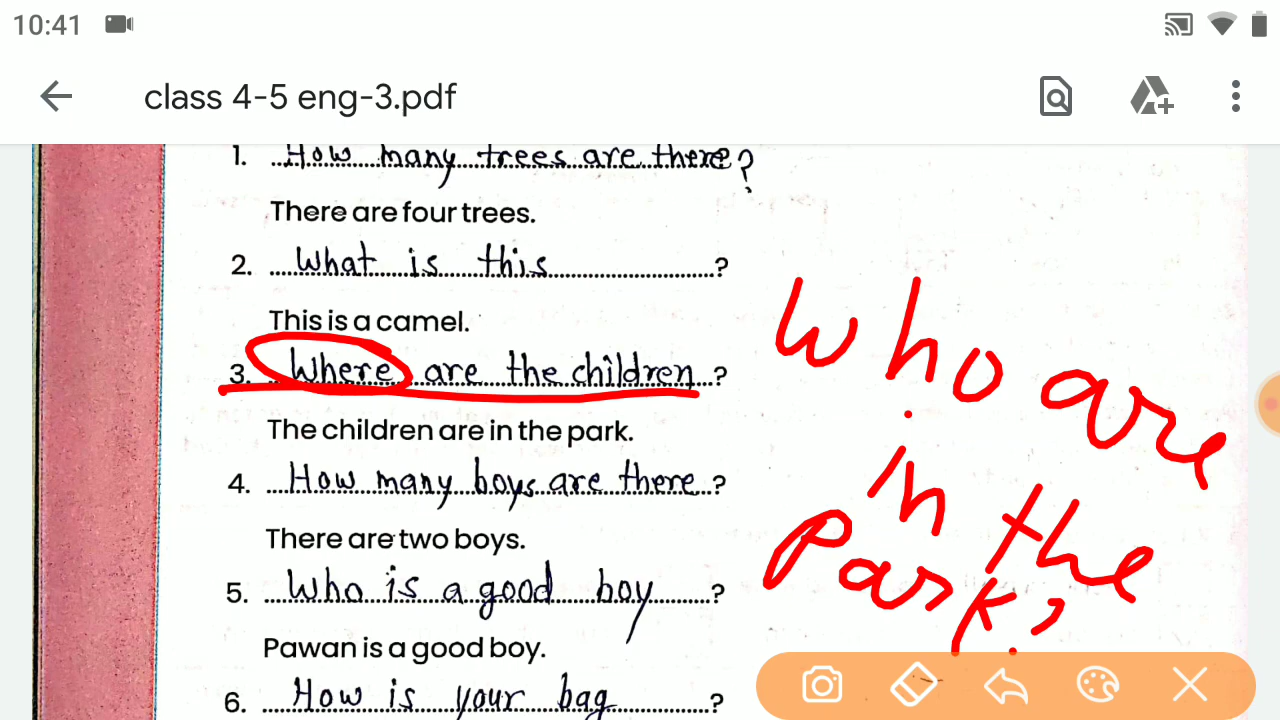 10:41
class 4-5 eng-3.pdf
1. How many trees are there?
There are four trees.
2. What is this ?
This is a camel.
3. Where are the children ?
The children are in the park.
4. How many boys are there ?
There are two boys.
5. Who is a good boy ?
Pawan is a good boy.
6. How is your bag ?
Who are
in the
park?